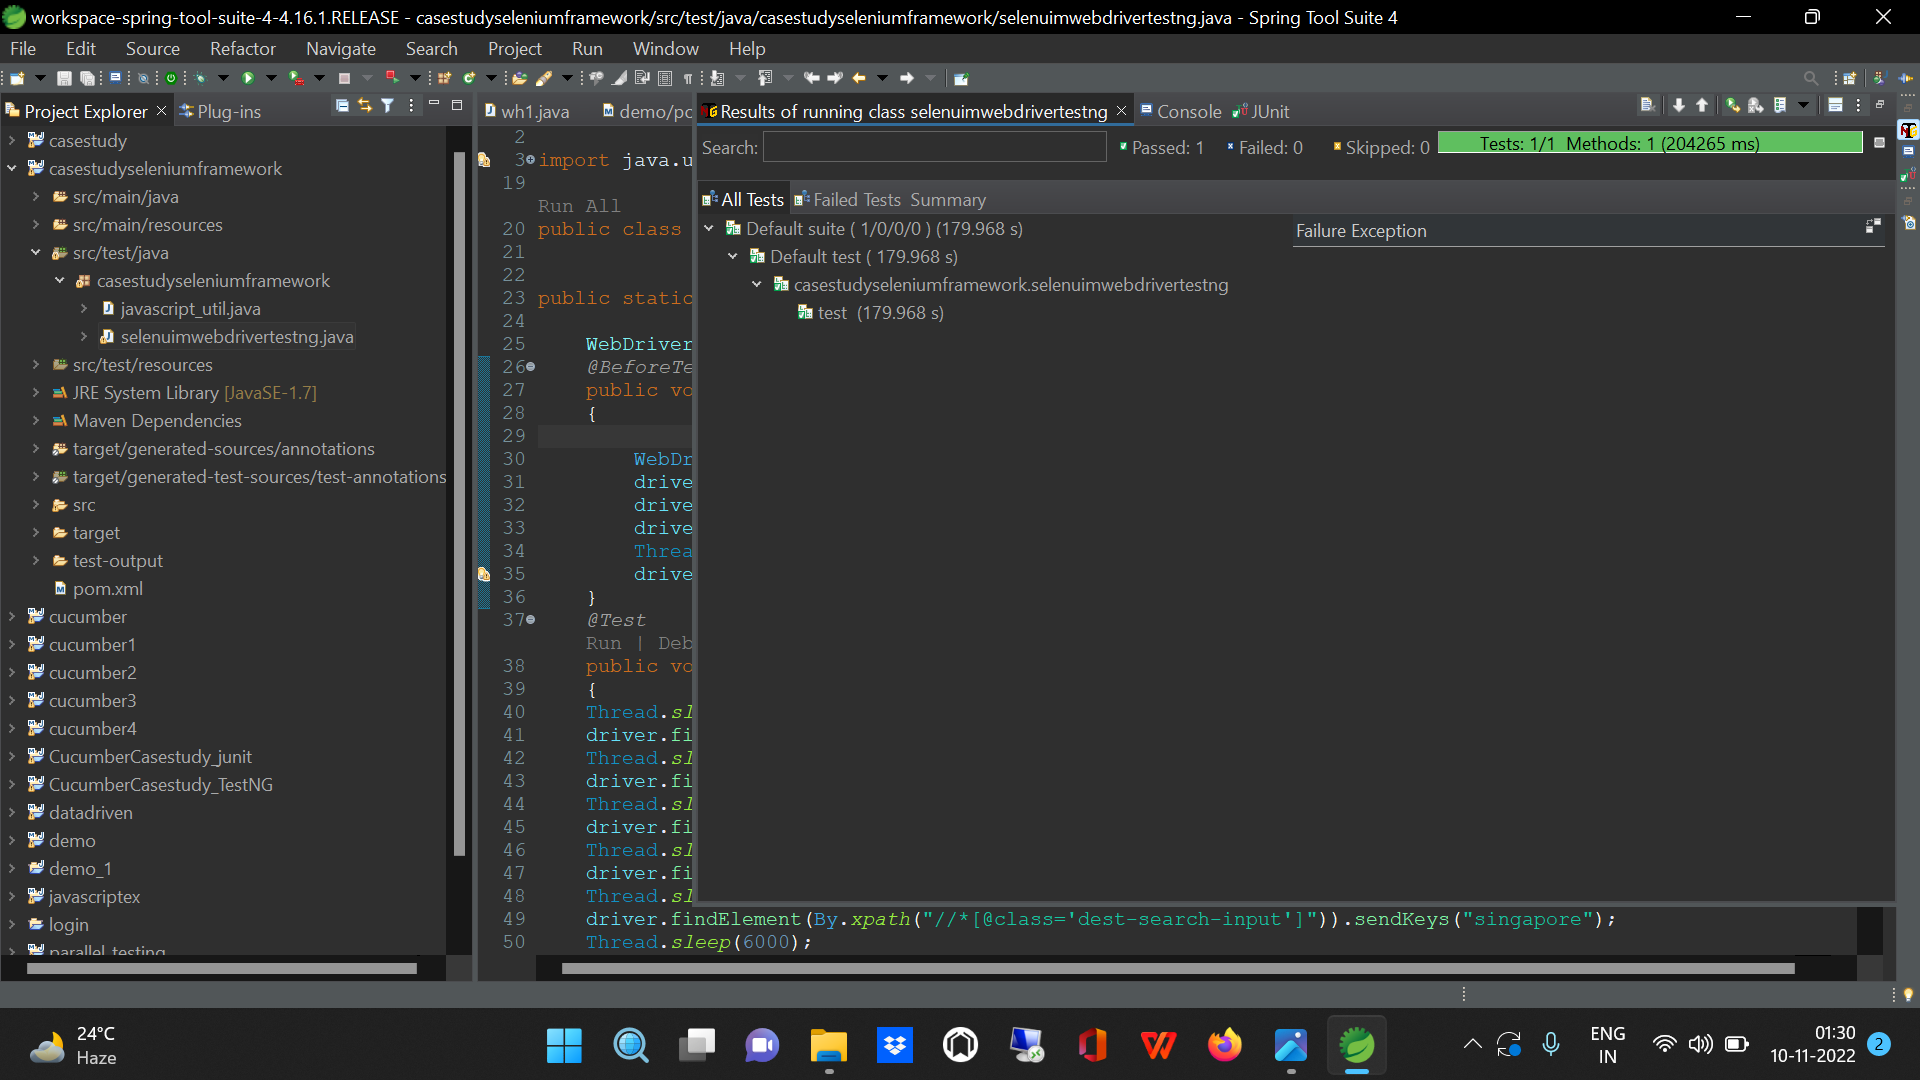 workspace-spring-tool-suite-4-4.16.1.RELEASE - casestudyseleniumframework/src/test/java/casestudyseleniumframework/selenuimwebdrivertestng.java - Spring Tool Suite 4
File Edit Source Refactor Navigate Search Project Run Window Help
Project Explorer Plug-ins
wh1.java demo/po Results of running class selenuimwebdrivertestng Console JUnit
Search: Passed: 1 Failed: 0 Skipped: 0 Tests: 1/1 Methods: 1 (204265 ms)
All Tests Failed Tests Summary
Default suite ( 1/0/0/0 ) (179.968 s)
Default test ( 179.968 s)
casestudyseleniumframework.selenuimwebdrivertestng
test (179.968 s)
Failure Exception
casestudy
casestudyseleniumframework
src/main/java
src/main/resources
src/test/java
casestudyseleniumframework
javascript_util.java
selenuimwebdrivertestng.java
src/test/resources
JRE System Library [JavaSE-1.7]
Maven Dependencies
target/generated-sources/annotations
target/generated-test-sources/test-annotations
src
target
test-output
pom.xml
cucumber
cucumber1
cucumber2
cucumber3
cucumber4
CucumberCasestudy_junit
CucumberCasestudy_TestNG
datadriven
demo
demo_1
javascriptex
login
parallel_testing
2
3 import java.u
19
Run All
20 public class
21
22
23 public static
24
25 WebDriver
26 @BeforeTe
27 public vo
28 {
29
30 WebDr
31 drive
32 drive
33 drive
34 Threa
35 drive
36 }
37 @Test
Run | Deb
38 public vo
39 {
40 Thread.sl
41 driver.fi
42 Thread.sl
43 driver.fi
44 Thread.sl
45 driver.fi
46 Thread.sl
47 driver.fi
48 Thread.sl
49 driver.findElement(By.xpath("//*[@class='dest-search-input']")).sendKeys("singapore");
50 Thread.sleep(6000);
24°C
Haze
ENG
IN
01:30
10-11-2022
2